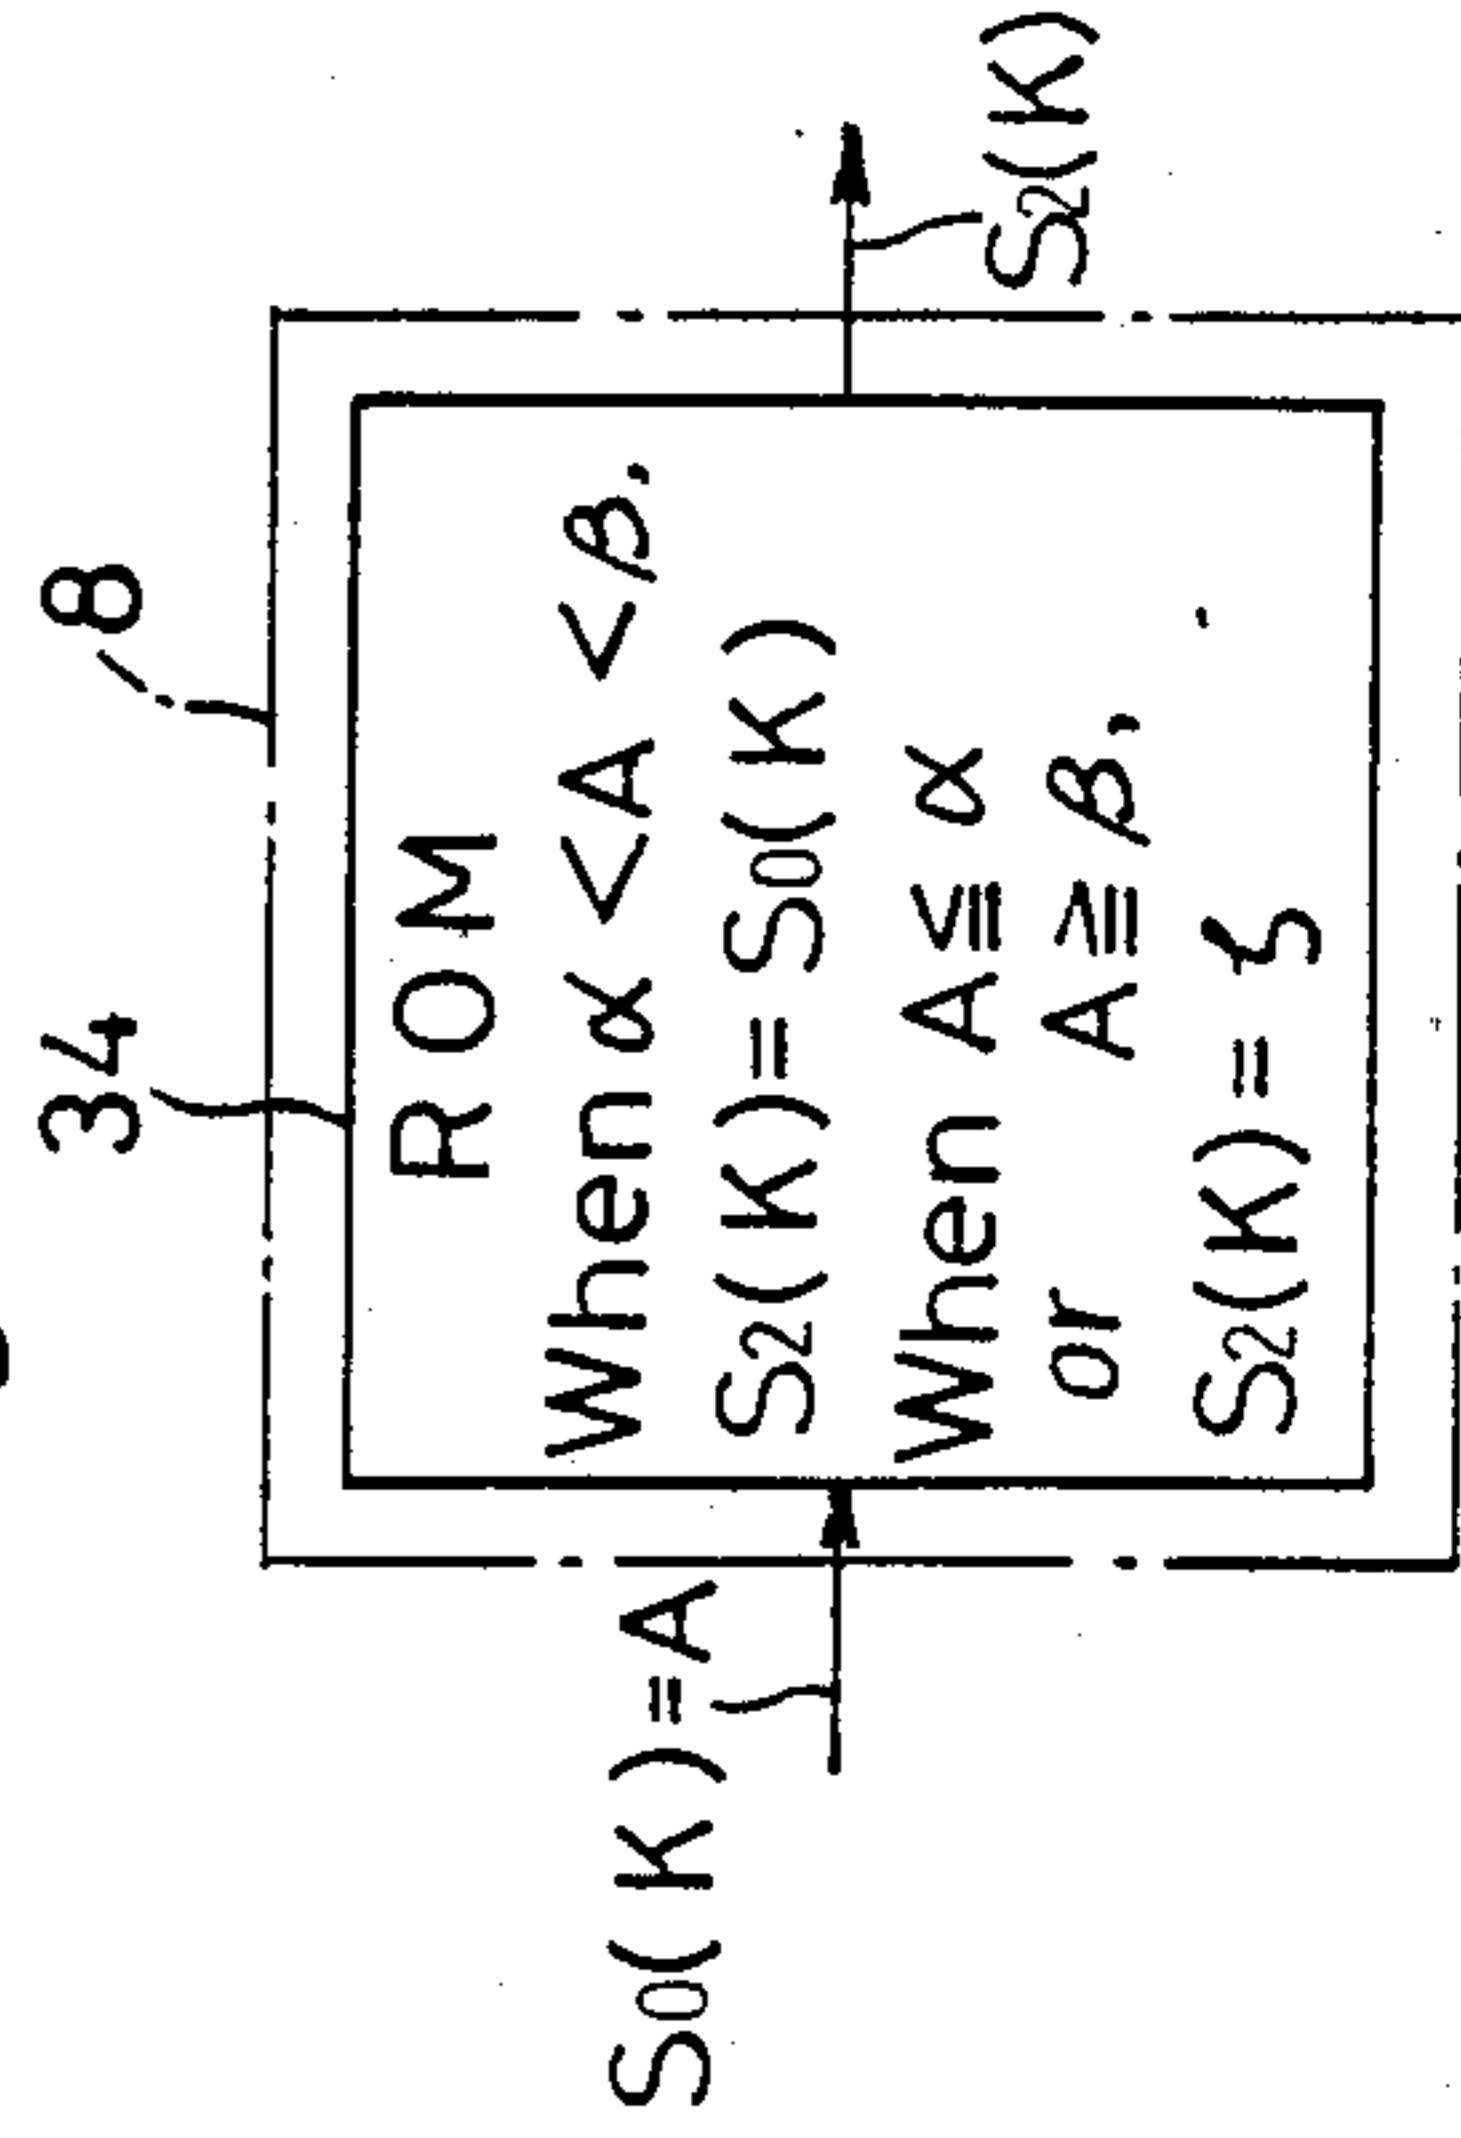 34
8
ROM
When α<A<β,
S₂(K)=S₀(K)
When A≦α
or A≧β,
S₂(K)=ζ
S₀(K)=A
S₂(K)